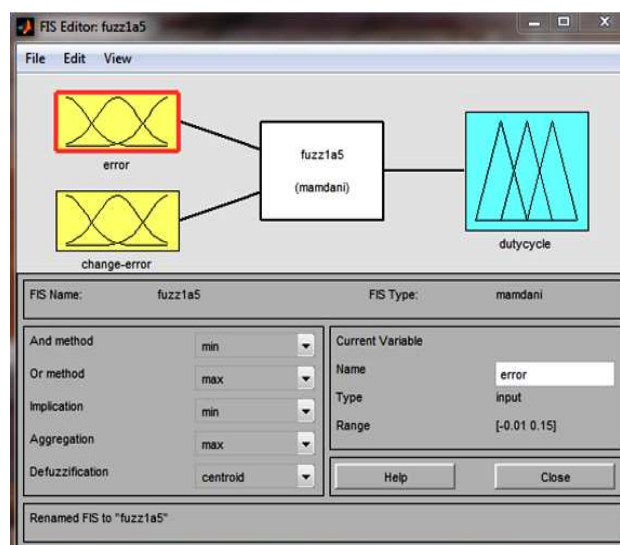 FIS Editor: fuzz1a5
File Edit View
error
change-error
fuzz1a5
(mamdani)
dutycycle
FIS Name: fuzz1a5 FIS Type: mamdani
And method min
Or method max
Implication min
Aggregation max
Defuzzification centroid
Current Variable
Name error
Type input
Range [-0.01 0.15]
Help Close
Renamed FIS to "fuzz1a5"